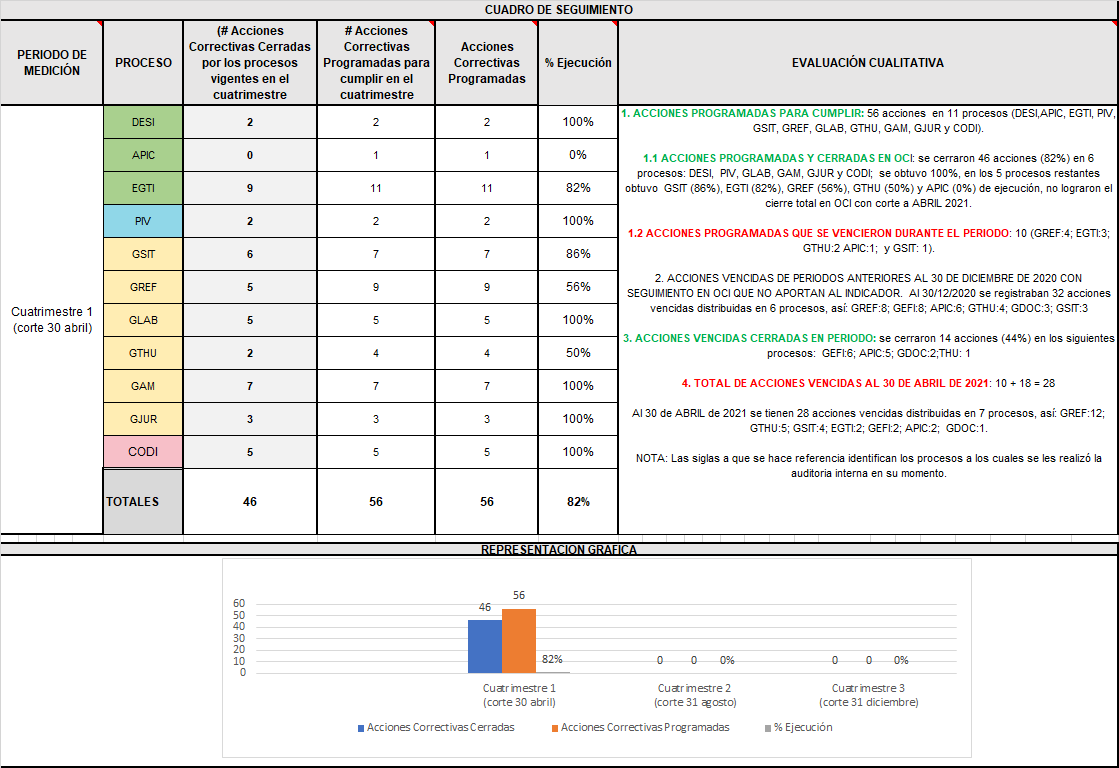 CUADRO DE SEGUIMIENTO
PERIODO DE
MEDICIÓN
PROCESO
(# Acciones
Correctivas Cerradas
por los procesos
vigentes en el
cuatrimestre
# Acciones
Correctivas
Programadas para
cumplir en el
cuatrimestre
Acciones
Correctivas
Programadas
% Ejecución
EVALUACIÓN CUALITATIVA
Cuatrimestre 1
(corte 30 abril)
DESI 2 2 2 100%
APIC 0 1 1 0%
EGTI 9 11 11 82%
PIV 2 2 2 100%
GSIT 6 7 7 86%
GREF 5 9 9 56%
GLAB 5 5 5 100%
GTHU 2 4 4 50%
GAM 7 7 7 100%
GJUR 3 3 3 100%
CODI 5 5 5 100%
TOTALES 46 56 56 82%
1. ACCIONES PROGRAMADAS PARA CUMPLIR: 56 acciones en 11 procesos (DESI,APIC, EGTI, PIV,
GSIT, GREF, GLAB, GTHU, GAM, GJUR y CODI).
1.1 ACCIONES PROGRAMADAS Y CERRADAS EN OCI: se cerraron 46 acciones (82%) en 6
procesos: DESI, PIV, GLAB, GAM, GJUR y CODI; se obtuvo 100%, en los 5 procesos restantes
obtuvo GSIT (86%), EGTI (82%), GREF (56%), GTHU (50%) y APIC (0%) de ejecución, no lograron el
cierre total en OCI con corte a ABRIL 2021.
1.2 ACCIONES PROGRAMADAS QUE SE VENCIERON DURANTE EL PERIODO: 10 (GREF:4; EGTI:3;
GTHU:2 APIC:1; y GSIT: 1).
2. ACCIONES VENCIDAS DE PERIODOS ANTERIORES AL 30 DE DICIEMBRE DE 2020 CON
SEGUIMIENTO EN OCI QUE NO APORTAN AL INDICADOR. Al 30/12/2020 se registraban 32 acciones
vencidas distribuidas en 6 procesos, así: GREF:8; GEFI:8; APIC:6; GTHU:4; GDOC:3; GSIT:3
3. ACCIONES VENCIDAS CERRADAS EN PERIODO: se cerraron 14 acciones (44%) en los siguientes
procesos: GEFI:6; APIC:5; GDOC:2;THU: 1
4. TOTAL DE ACCIONES VENCIDAS AL 30 DE ABRIL DE 2021: 10 + 18 = 28
Al 30 de ABRIL de 2021 se tienen 28 acciones vencidas distribuidas en 7 procesos, así: GREF:12;
GTHU:5; GSIT:4; EGTI:2; GEFI:2; APIC:2; GDOC:1.
NOTA: Las siglas a que se hace referencia identifican los procesos a los cuales se les realizó la
auditoria interna en su momento.
REPRESENTACION GRAFICA
60
50
40
30
20
10
0
46 56 82%
0 0 0%
0 0 0%
Cuatrimestre 1
(corte 30 abril)
Cuatrimestre 2
(corte 31 agosto)
Cuatrimestre 3
(corte 31 diciembre)
Acciones Correctivas Cerradas
Acciones Correctivas Programadas
% Ejecución